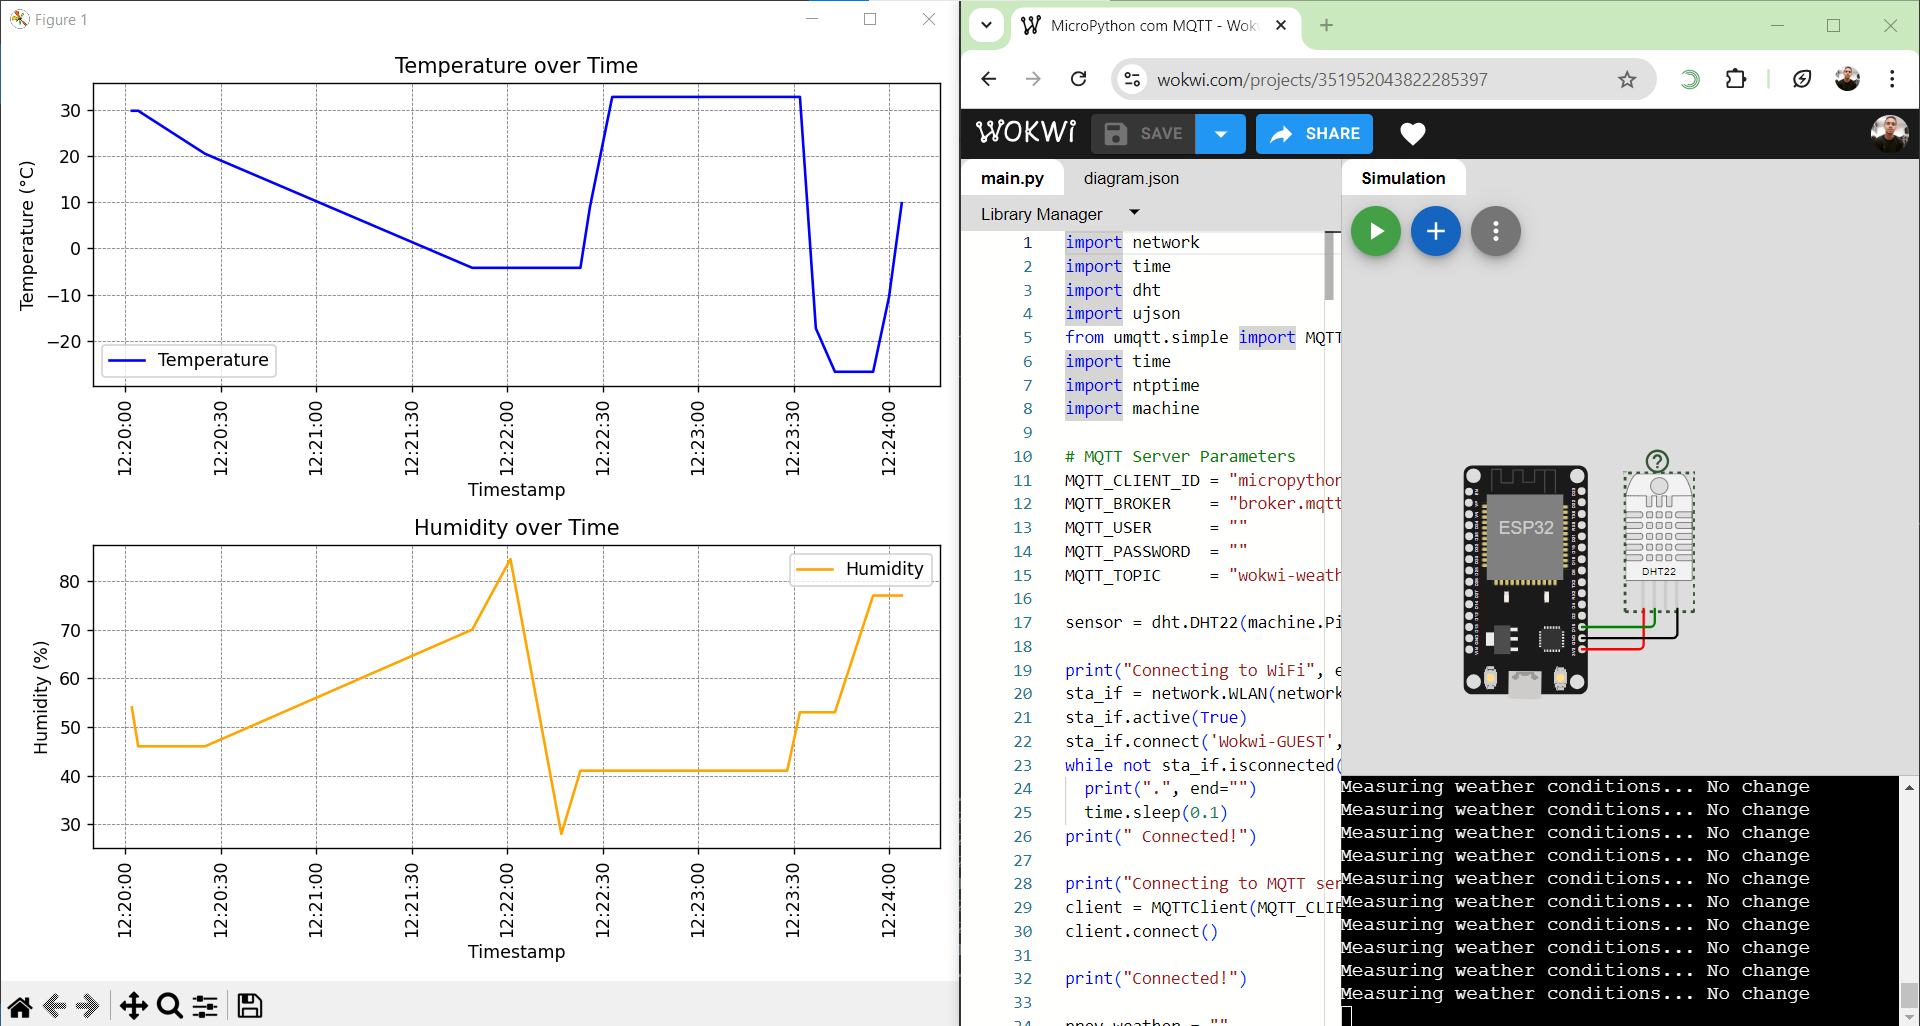 Figure 1
Temperature over Time
Temperature (°C)
30
20
10
0
−10
−20
Temperature
12:20:00
12:20:30
12:21:00
12:21:30
12:22:00
12:22:30
12:23:00
12:23:30
12:24:00
Timestamp
Humidity over Time
Humidity (%)
80
70
60
50
40
30
Humidity
12:20:00
12:20:30
12:21:00
12:21:30
12:22:00
12:22:30
12:23:00
12:23:30
12:24:00
Timestamp
MicroPython com MQTT - Wok
wokwi.com/projects/351952043822285397
WOKWI
SAVE
SHARE
main.py
diagram.json
Library Manager
1 import network
2 import time
3 import dht
4 import ujson
5 from umqtt.simple import MQTT
6 import time
7 import ntptime
8 import machine
9
10 # MQTT Server Parameters
11 MQTT_CLIENT_ID = "micropython
12 MQTT_BROKER = "broker.mqtt
13 MQTT_USER = ""
14 MQTT_PASSWORD = ""
15 MQTT_TOPIC = "wokwi-weath
16
17 sensor = dht.DHT22(machine.Pi
18
19 print("Connecting to WiFi", e
20 sta_if = network.WLAN(network
21 sta_if.active(True)
22 sta_if.connect('Wokwi-GUEST',
23 while not sta_if.isconnected(
24 print(".", end="")
25 time.sleep(0.1)
26 print(" Connected!")
27
28 print("Connecting to MQTT ser
29 client = MQTTClient(MQTT_CLIE
30 client.connect()
31
32 print("Connected!")
33
34 prev_weather = ""
Simulation
ESP32
?
DHT22
Measuring weather conditions... No change
Measuring weather conditions... No change
Measuring weather conditions... No change
Measuring weather conditions... No change
Measuring weather conditions... No change
Measuring weather conditions... No change
Measuring weather conditions... No change
Measuring weather conditions... No change
Measuring weather conditions... No change
Measuring weather conditions... No change